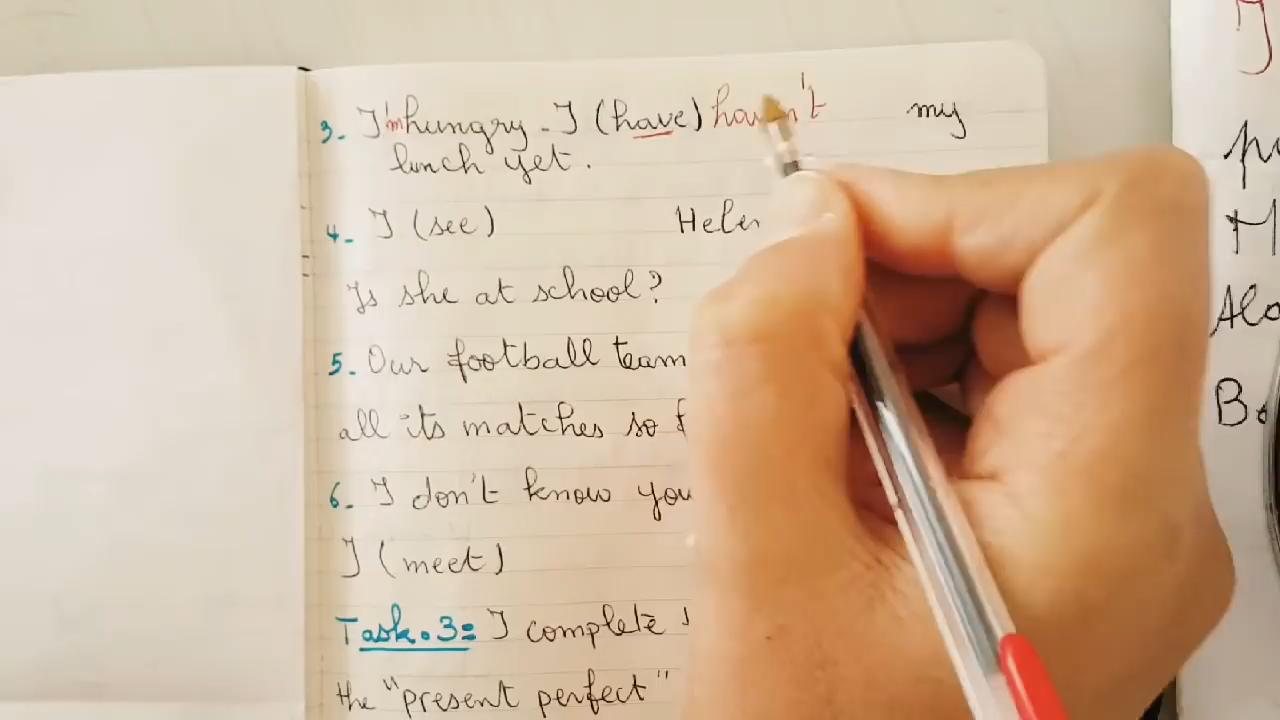 3- I'm hungry - I (have) haven't my
lunch yet.
4- I (see) Helen
Is she at school?
5. Our football team
all its matches so f
6- I don't know you
I (meet)
Task.3: I complete
the "present perfect"